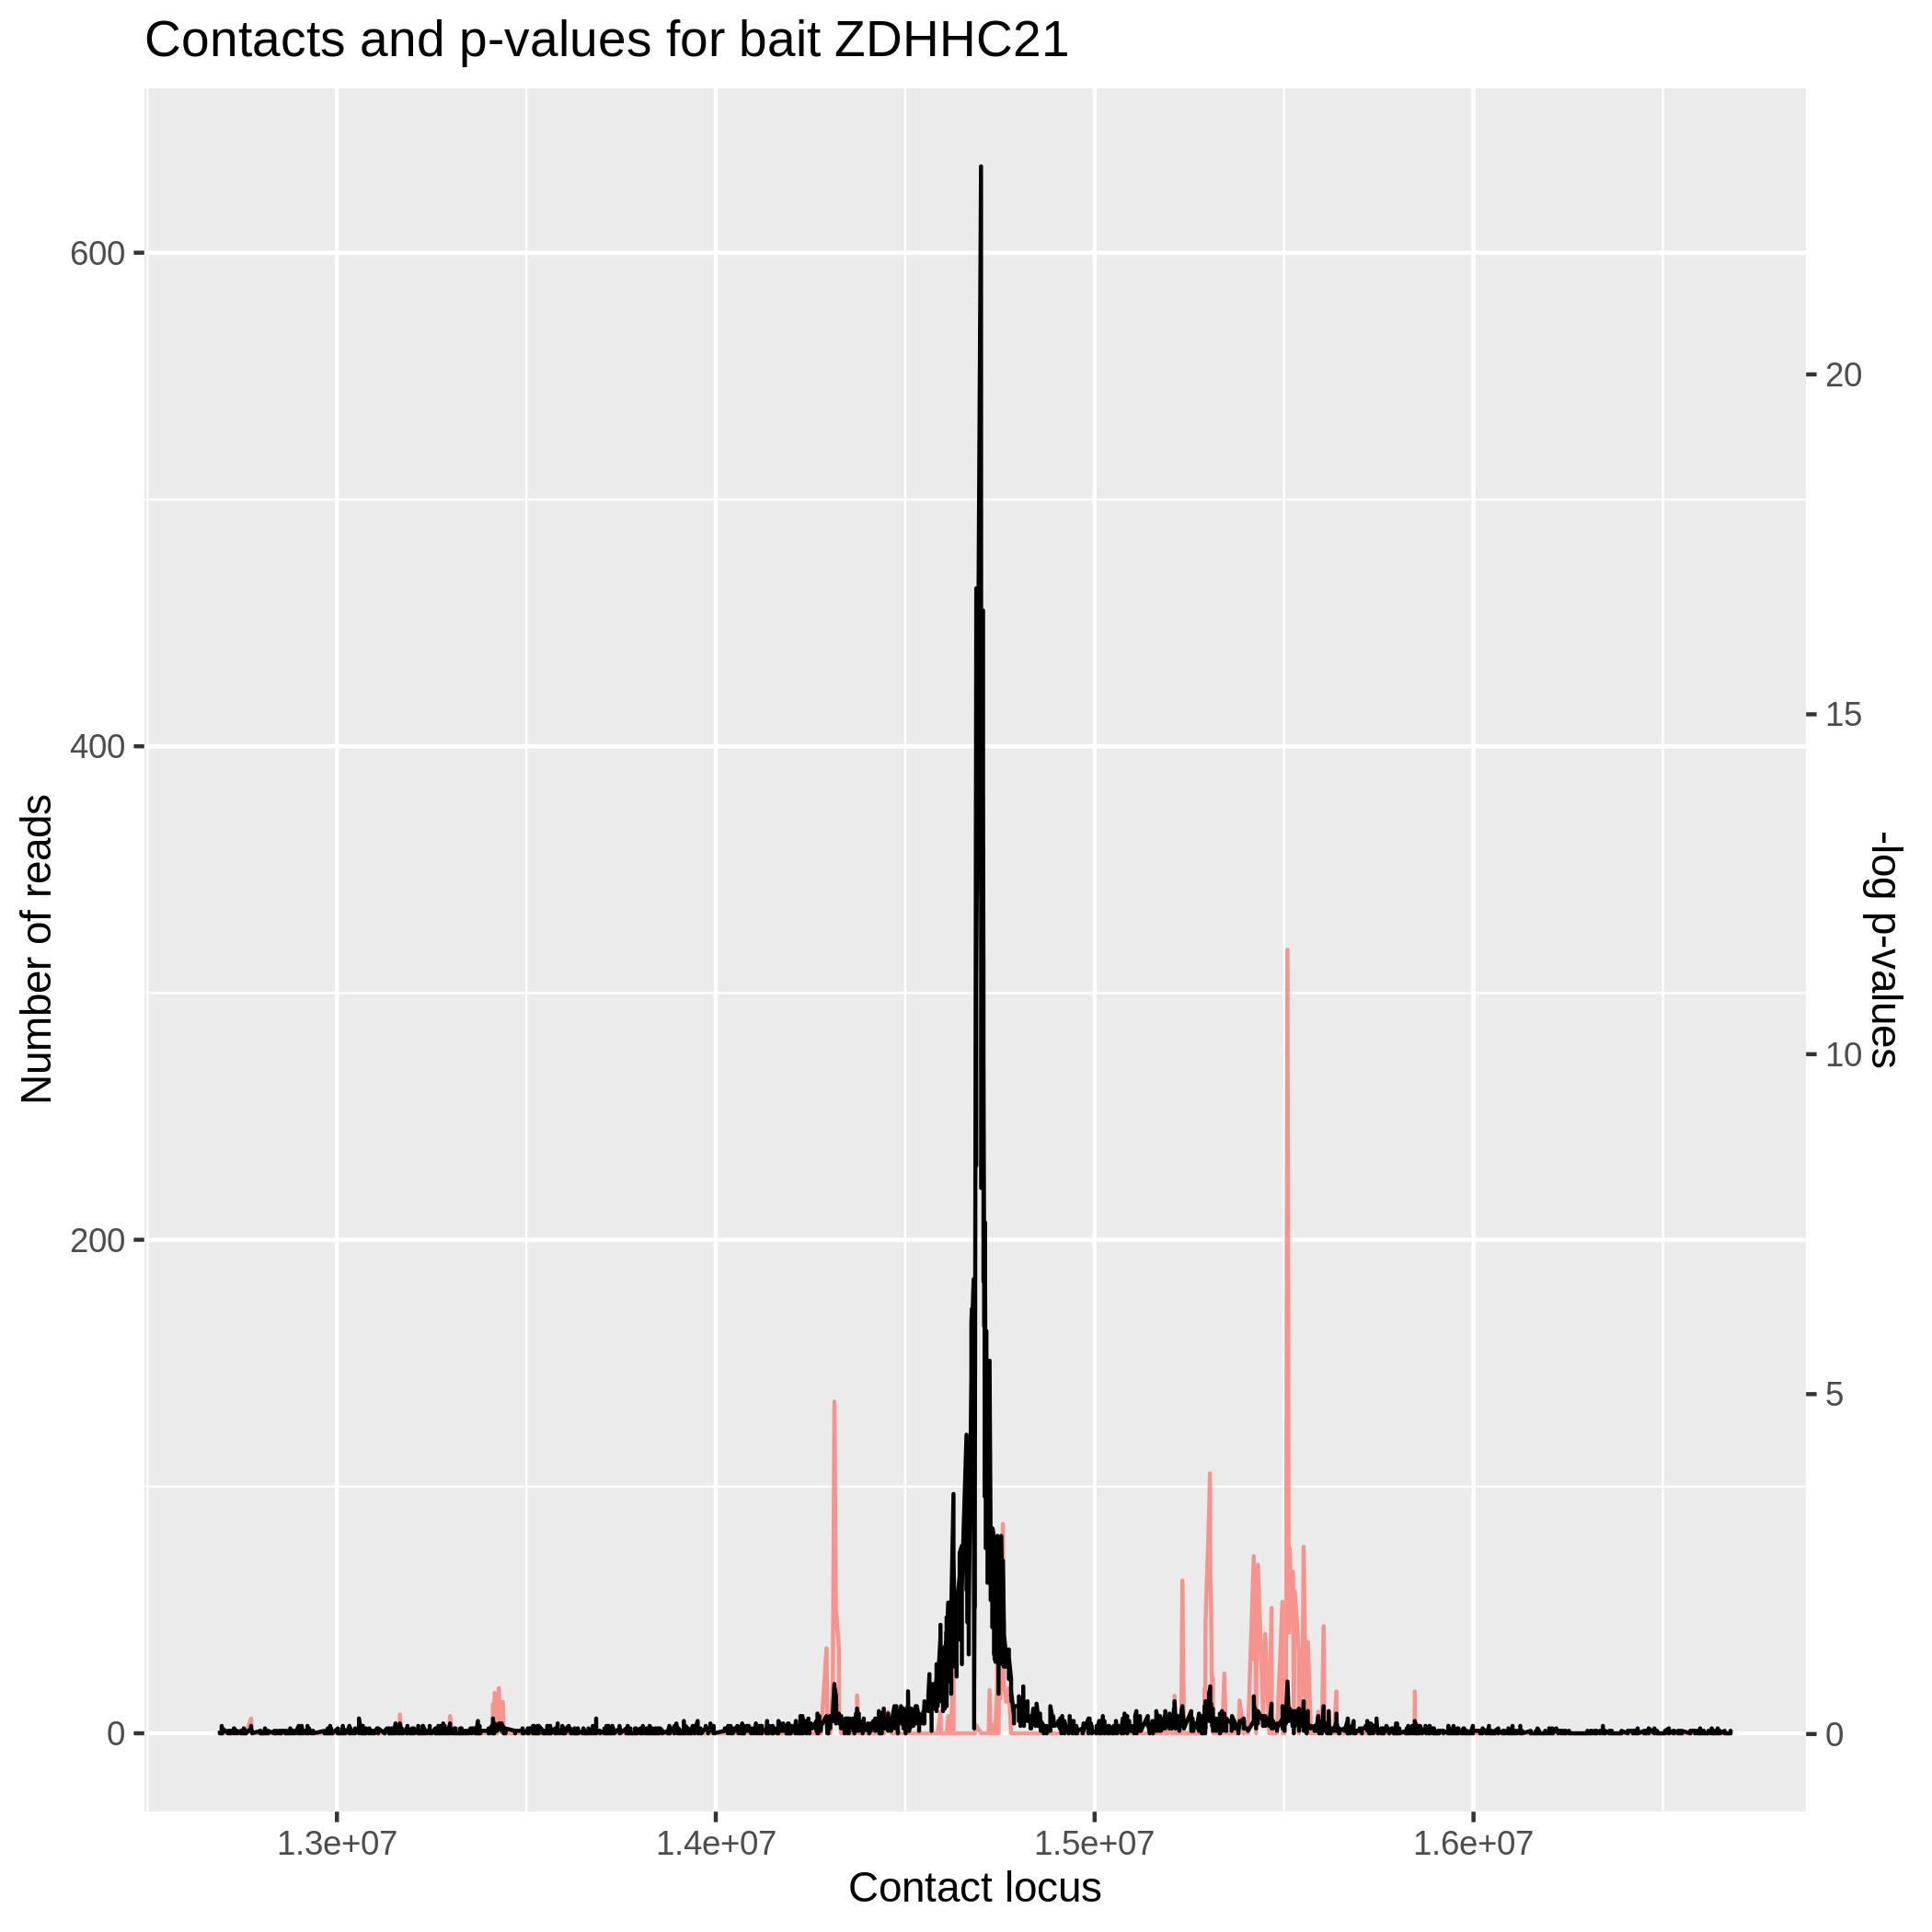 Contacts and p-values for bait ZDHHC21
Number of reads
600
400
200
0
20
15
10
5
0
-log p-values
1.3e+07
1.4e+07
1.5e+07
1.6e+07
Contact locus